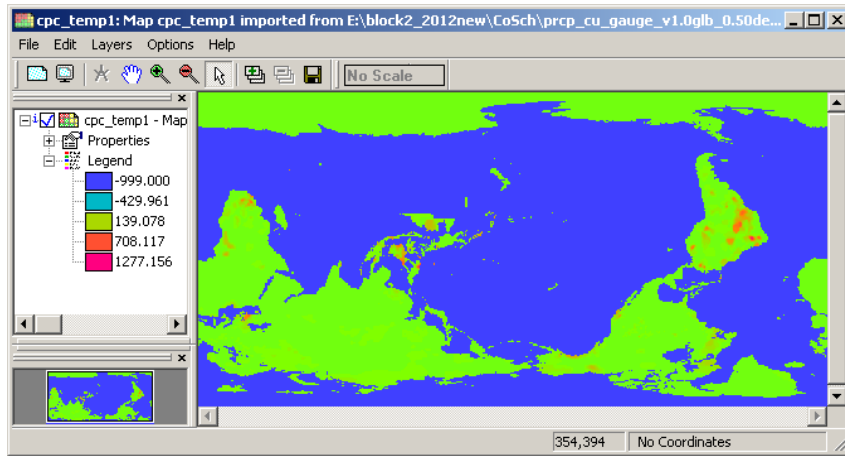 cpc_temp1: Map cpc_temp1 imported from E:\block2_2012new\CoSch\prcp_cu_gauge_v1.0glb_0.50de...
File Edit Layers Options Help
No Scale
cpc_temp1 - Map
Properties
Legend
-999.000
-429.961
139.078
708.117
1277.156
354,394 No Coordinates